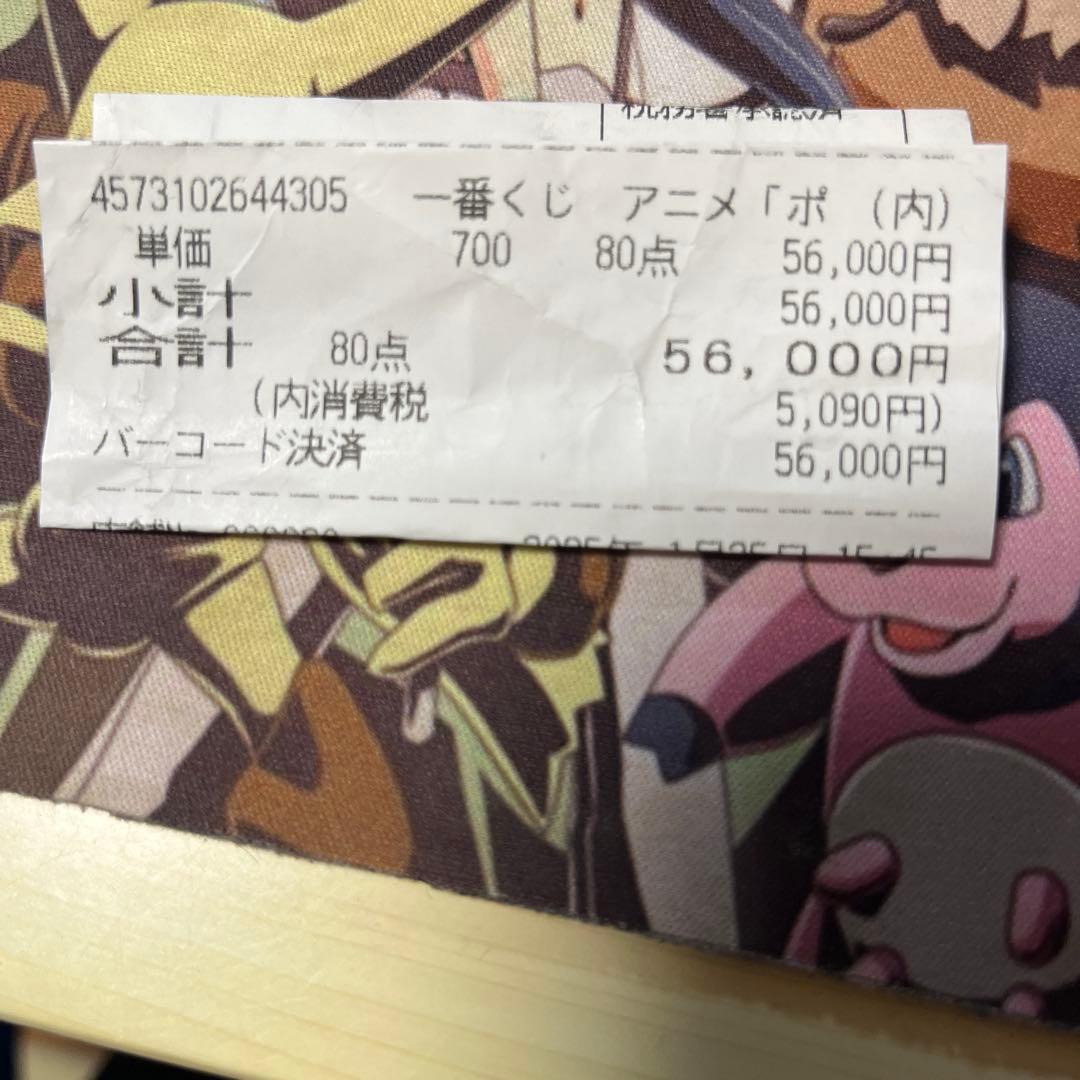 4573102644305 一番くじ アニメ「ポ (内)
単価 700 80点 56,000円
小計 56,000円
合計 80点 56,000円
(内消費税 5,090円)
バーコード決済 56,000円